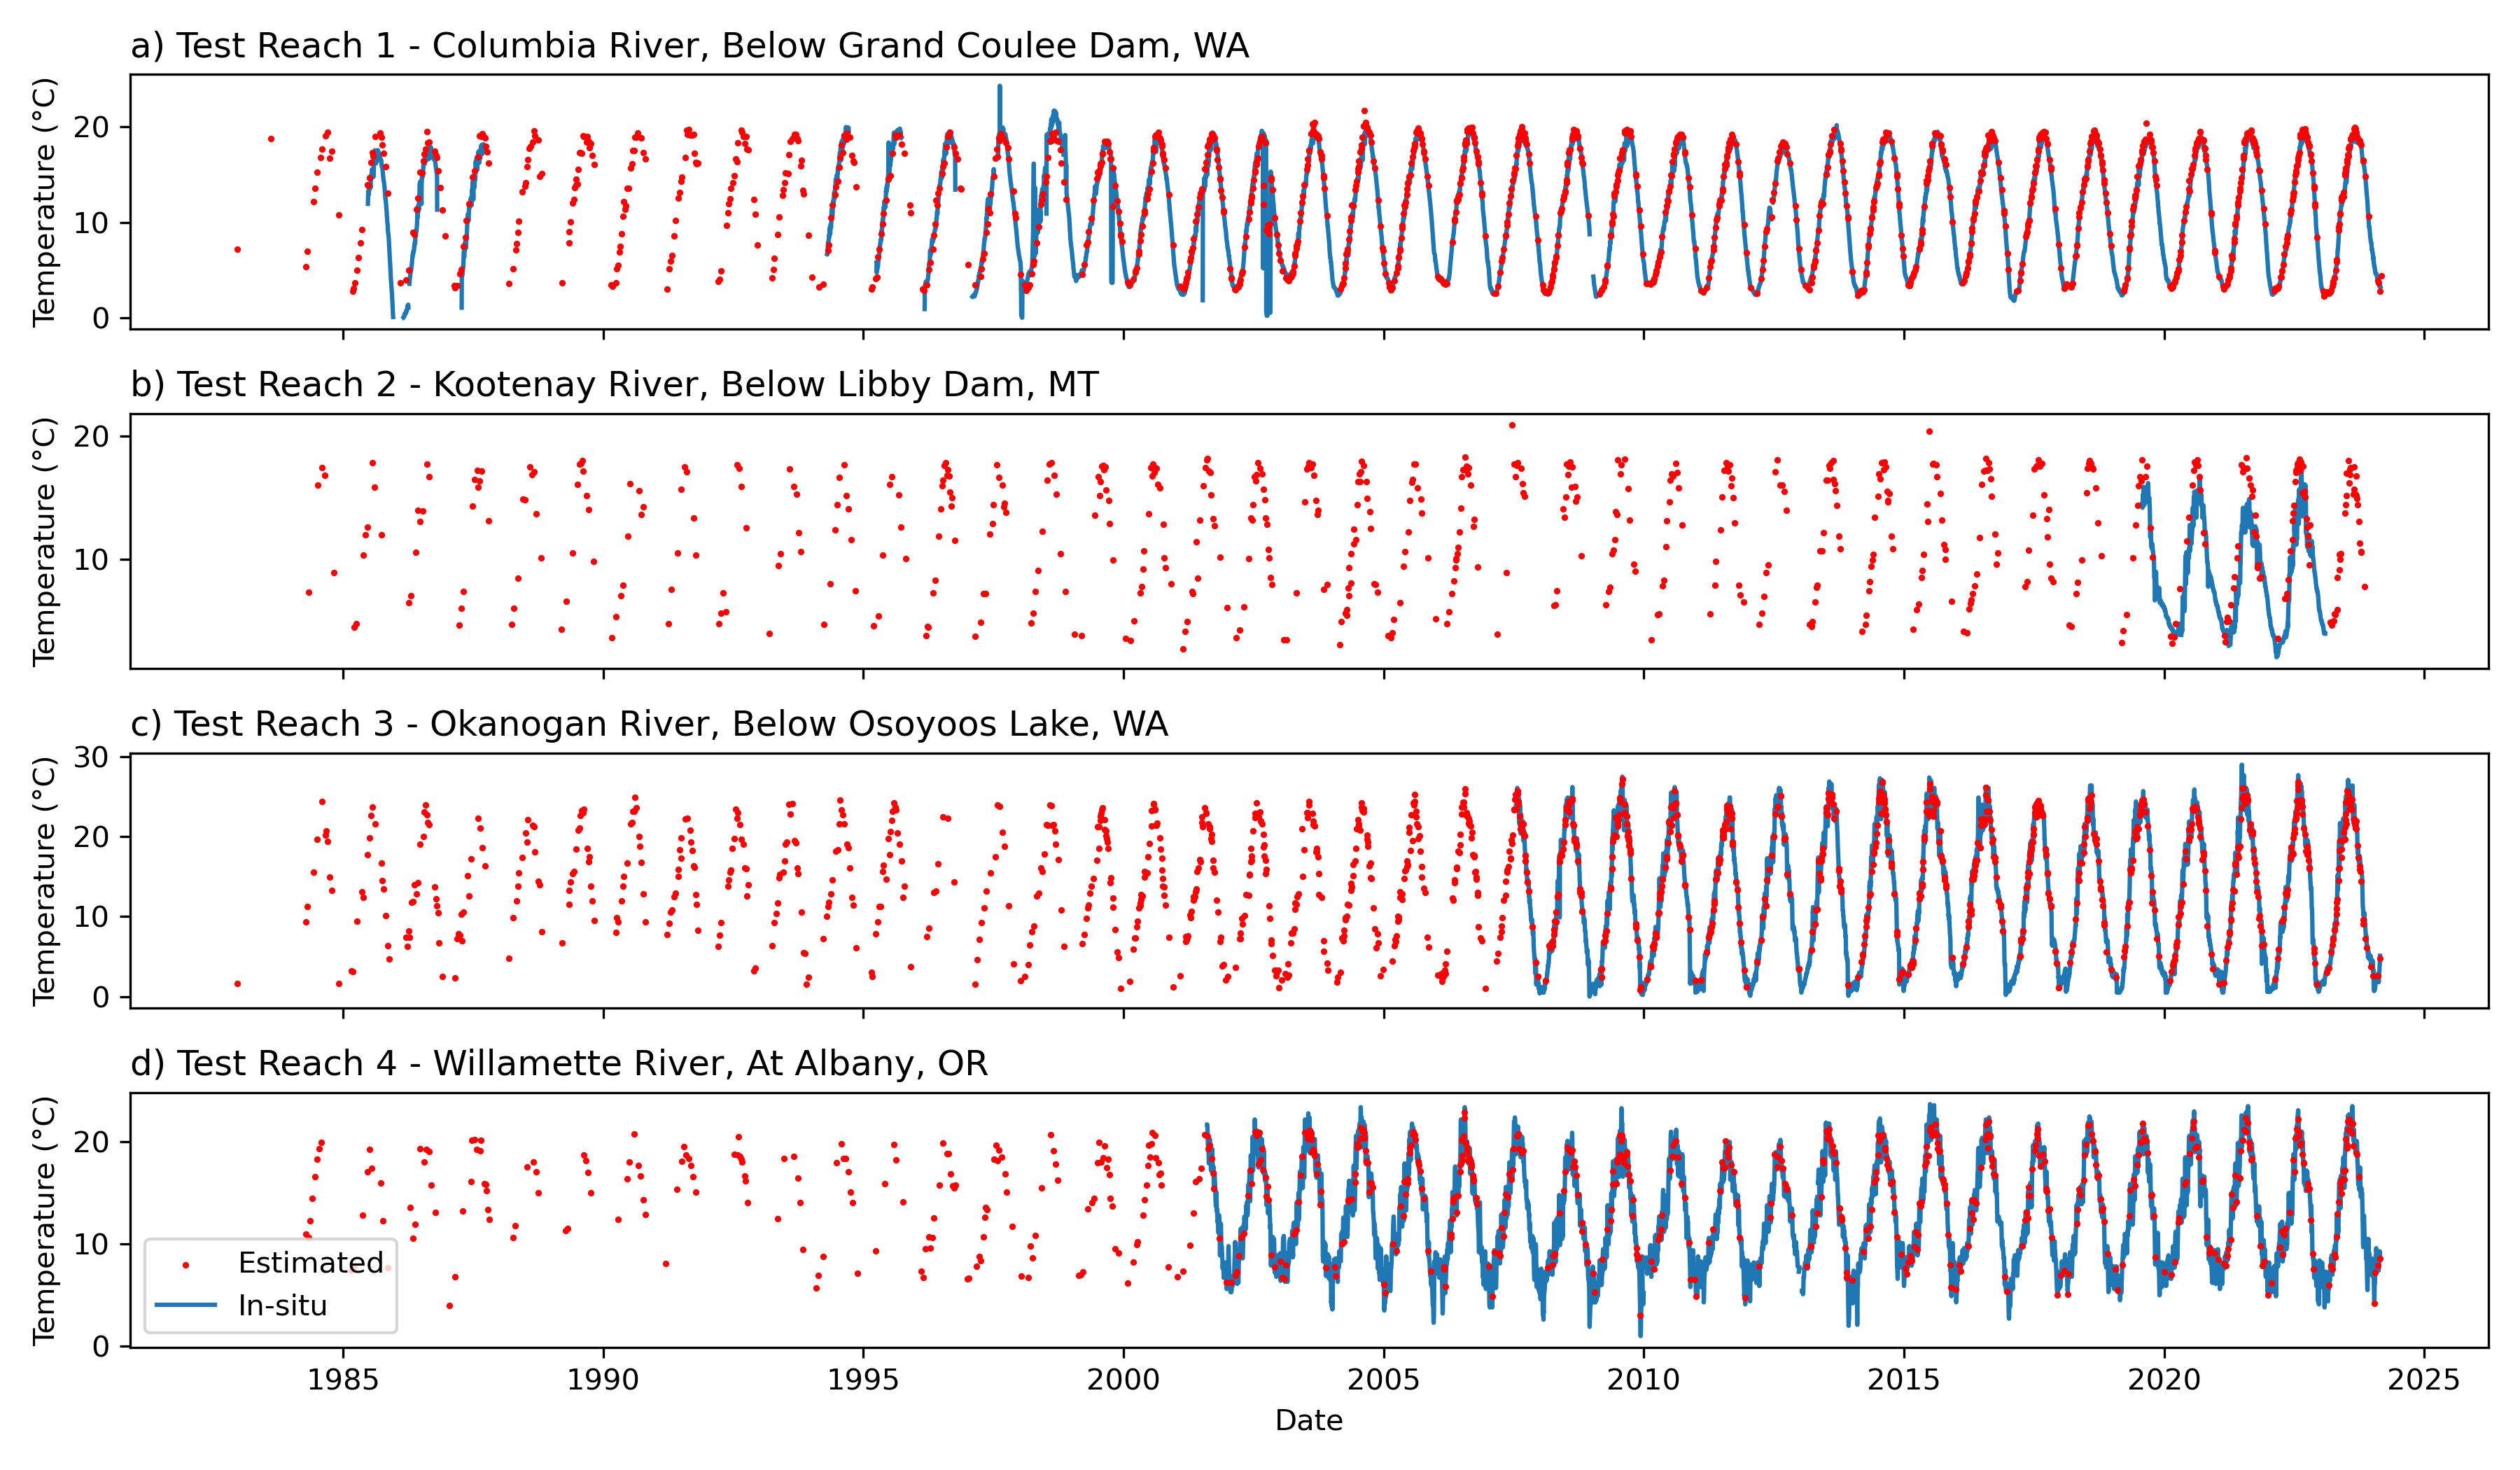 a) Test Reach 1 - Columbia River, Below Grand Coulee Dam, WA
Temperature (°C)
20
10
0
b) Test Reach 2 - Kootenay River, Below Libby Dam, MT
Temperature (°C)
20
10
c) Test Reach 3 - Okanogan River, Below Osoyoos Lake, WA
Temperature (°C)
30
20
10
0
d) Test Reach 4 - Willamette River, At Albany, OR
Temperature (°C)
20
10
0
Estimated
In-situ
1985 1990 1995 2000 2005 2010 2015 2020 2025
Date